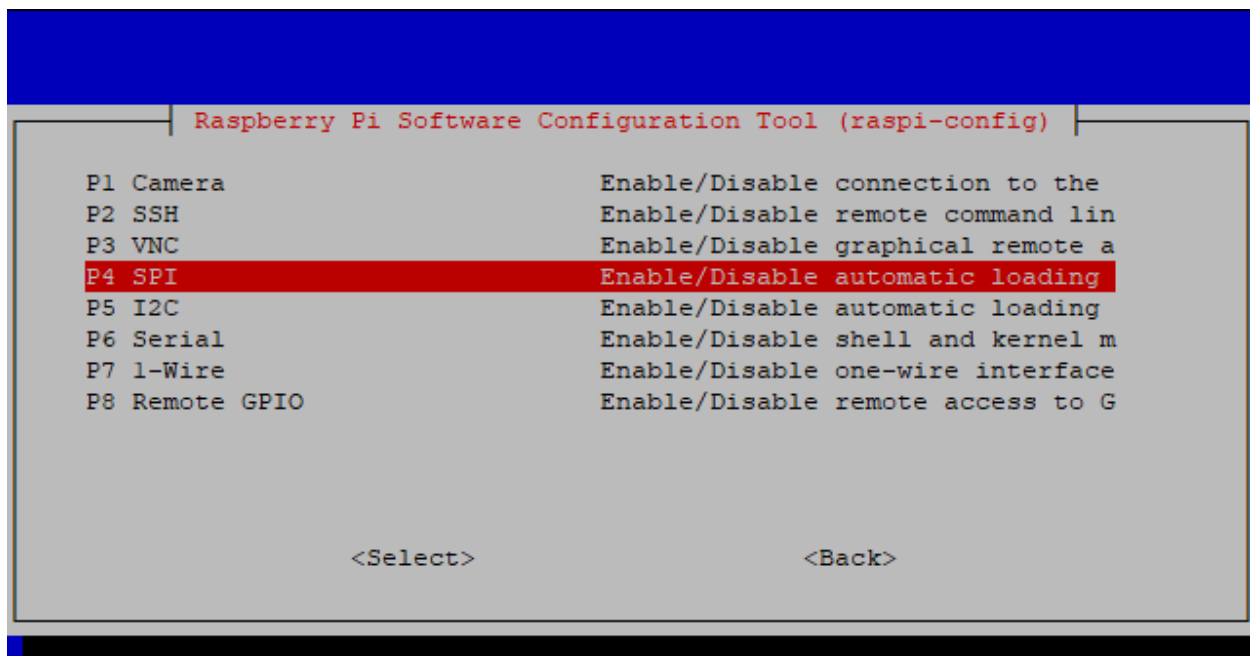 Raspberry Pi Software Configuration Tool (raspi-config)
P1 Camera Enable/Disable connection to the
P2 SSH Enable/Disable remote command lin
P3 VNC Enable/Disable graphical remote a
P4 SPI Enable/Disable automatic loading
P5 I2C Enable/Disable automatic loading
P6 Serial Enable/Disable shell and kernel m
P7 1-Wire Enable/Disable one-wire interface
P8 Remote GPIO Enable/Disable remote access to G
<Select> <Back>